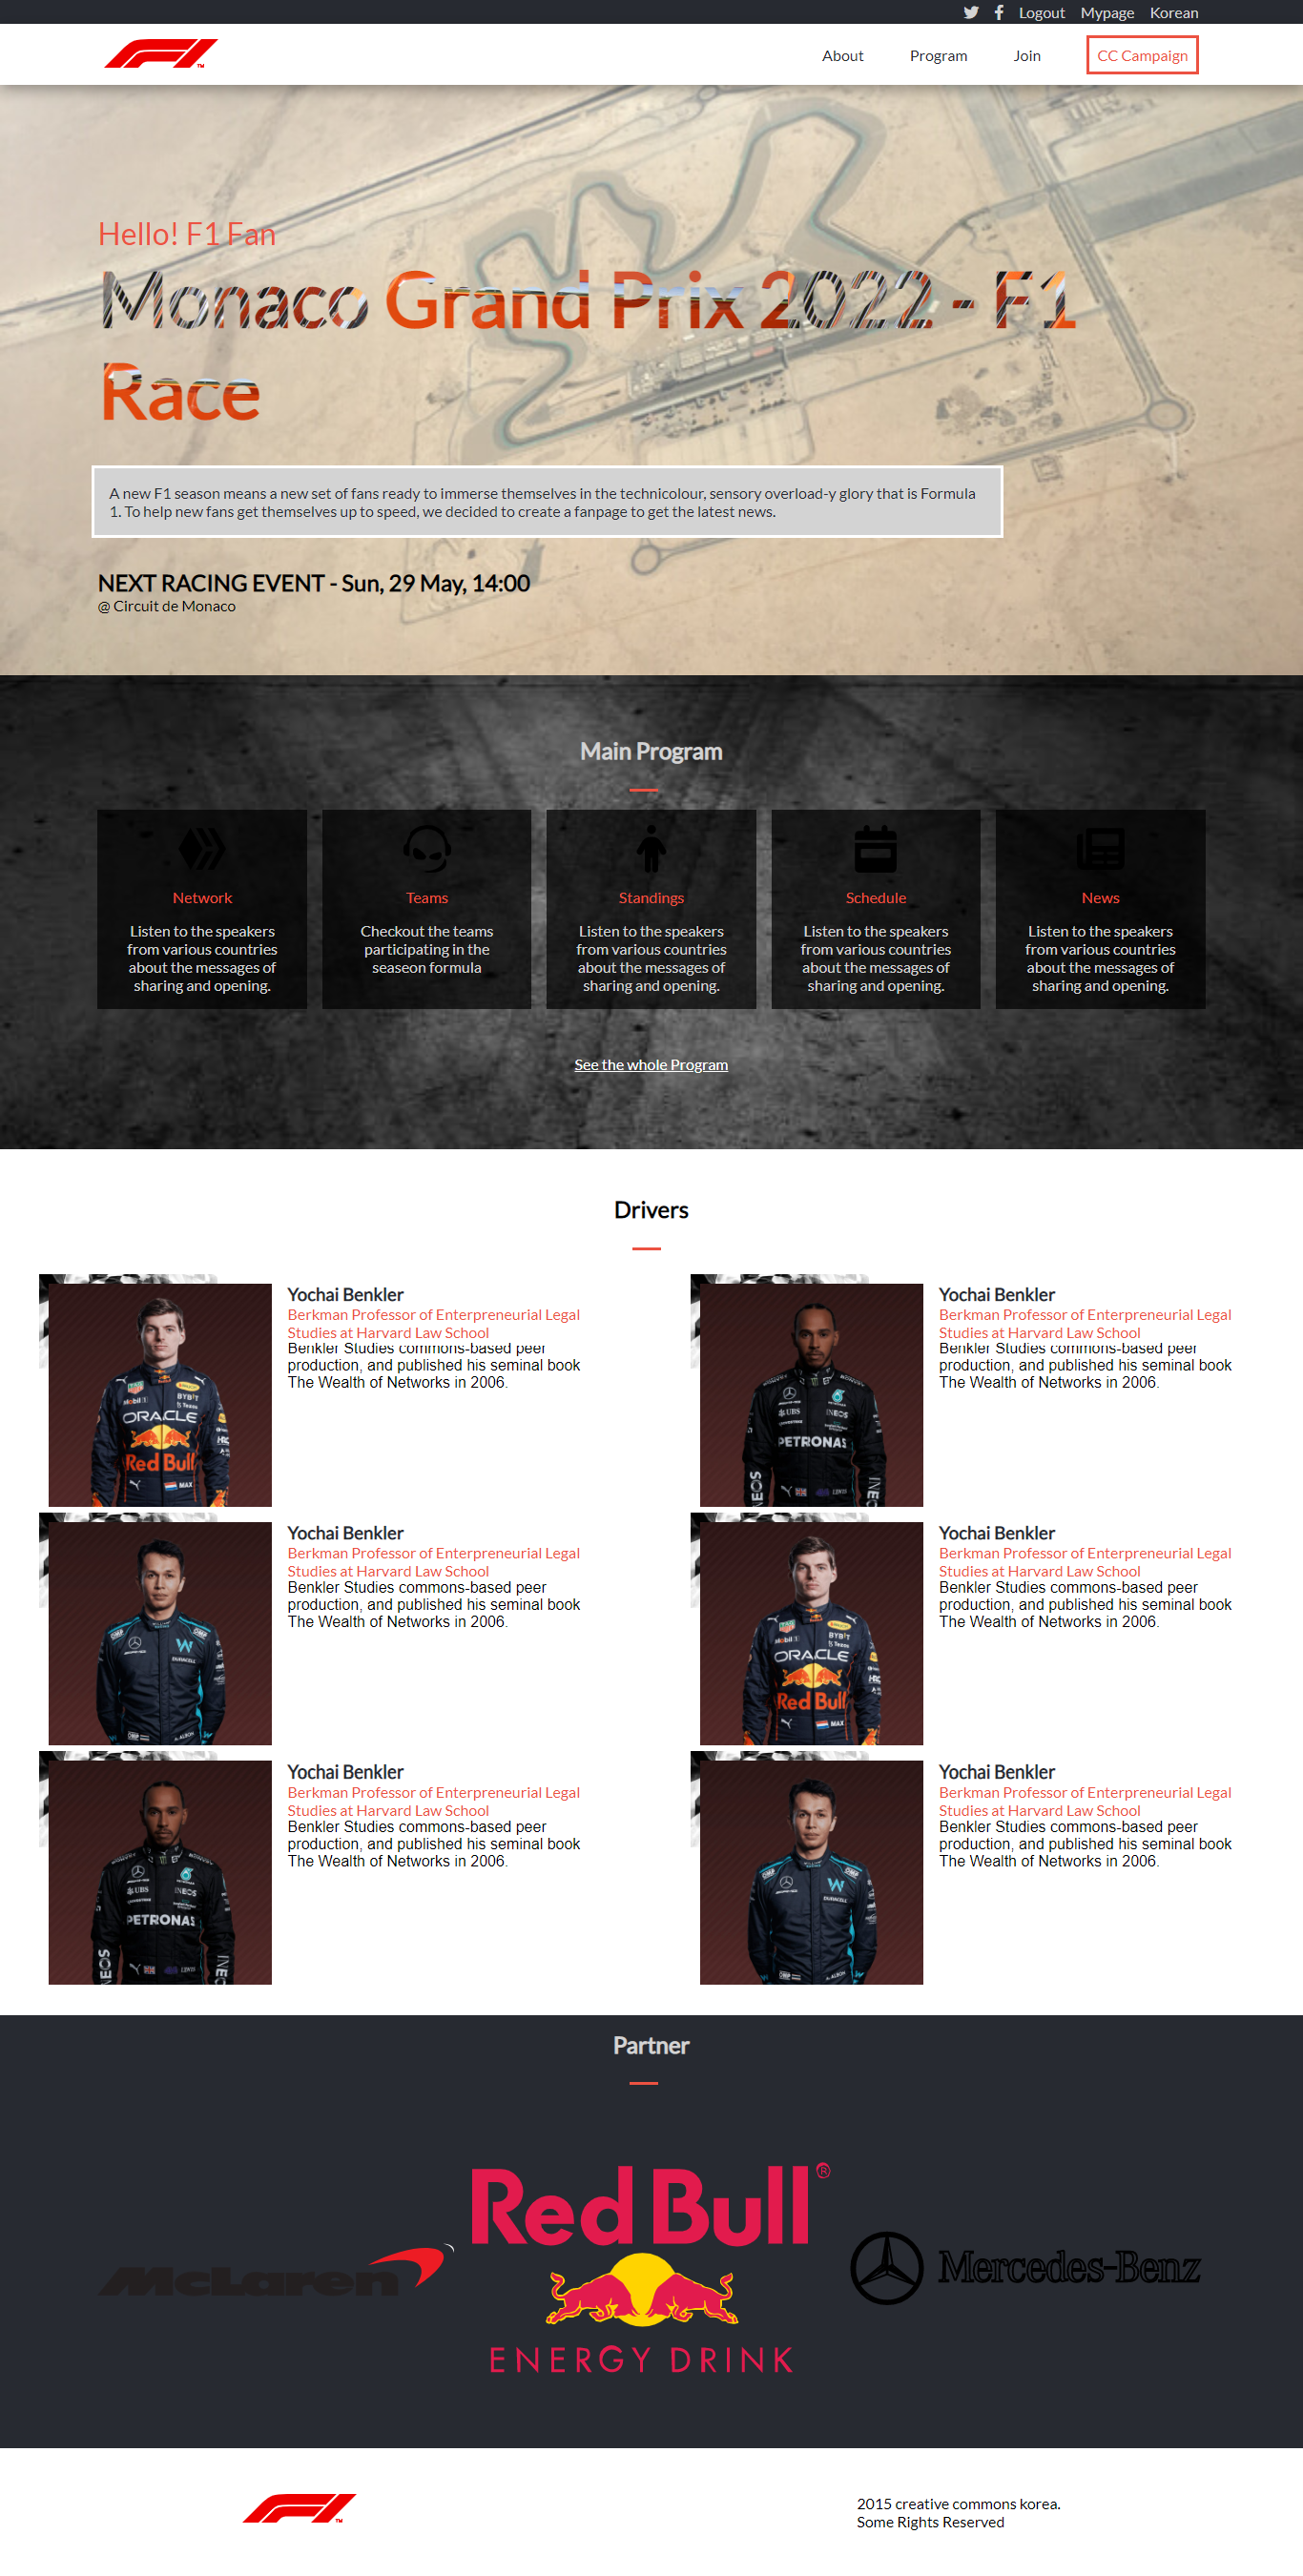 Logout Mypage Korean
About Program Join CC Campaign
Hello! F1 Fan
Monaco Grand Prix 2022 - F1
Race
A new F1 season means a new set of fans ready to immerse themselves in the technicolour, sensory overload-y glory that is Formula
1. To help new fans get themselves up to speed, we decided to create a fanpage to get the latest news.
NEXT RACING EVENT - Sun, 29 May, 14:00
@ Circuit de Monaco
Main Program
Network
Listen to the speakers
from various countries
about the messages of
sharing and opening.
Teams
Checkout the teams
participating in the
seaseon formula
Standings
Listen to the speakers
from various countries
about the messages of
sharing and opening.
Schedule
Listen to the speakers
from various countries
about the messages of
sharing and opening.
News
Listen to the speakers
from various countries
about the messages of
sharing and opening.
See the whole Program
Drivers
ORACLE
Red Bull
Yochai Benkler
Berkman Professor of Enterpreneurial Legal
Studies at Harvard Law School
Benkler Studies commons-based peer
production, and published his seminal book
The Wealth of Networks in 2006.
PETRONAS
Yochai Benkler
Berkman Professor of Enterpreneurial Legal
Studies at Harvard Law School
Benkler Studies commons-based peer
production, and published his seminal book
The Wealth of Networks in 2006.
Yochai Benkler
Berkman Professor of Enterpreneurial Legal
Studies at Harvard Law School
Benkler Studies commons-based peer
production, and published his seminal book
The Wealth of Networks in 2006.
ORACLE
Red Bull
Yochai Benkler
Berkman Professor of Enterpreneurial Legal
Studies at Harvard Law School
Benkler Studies commons-based peer
production, and published his seminal book
The Wealth of Networks in 2006.
PETRONAS
Yochai Benkler
Berkman Professor of Enterpreneurial Legal
Studies at Harvard Law School
Benkler Studies commons-based peer
production, and published his seminal book
The Wealth of Networks in 2006.
Yochai Benkler
Berkman Professor of Enterpreneurial Legal
Studies at Harvard Law School
Benkler Studies commons-based peer
production, and published his seminal book
The Wealth of Networks in 2006.
Partner
McLaren
Red Bull
ENERGY DRINK
Mercedes-Benz
2015 creative commons korea.
Some Rights Reserved